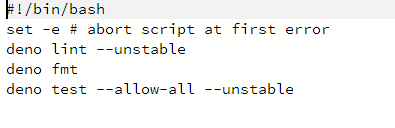 #!/bin/bash
set -e # abort script at first error
deno lint --unstable
deno fmt
deno test --allow-all --unstable